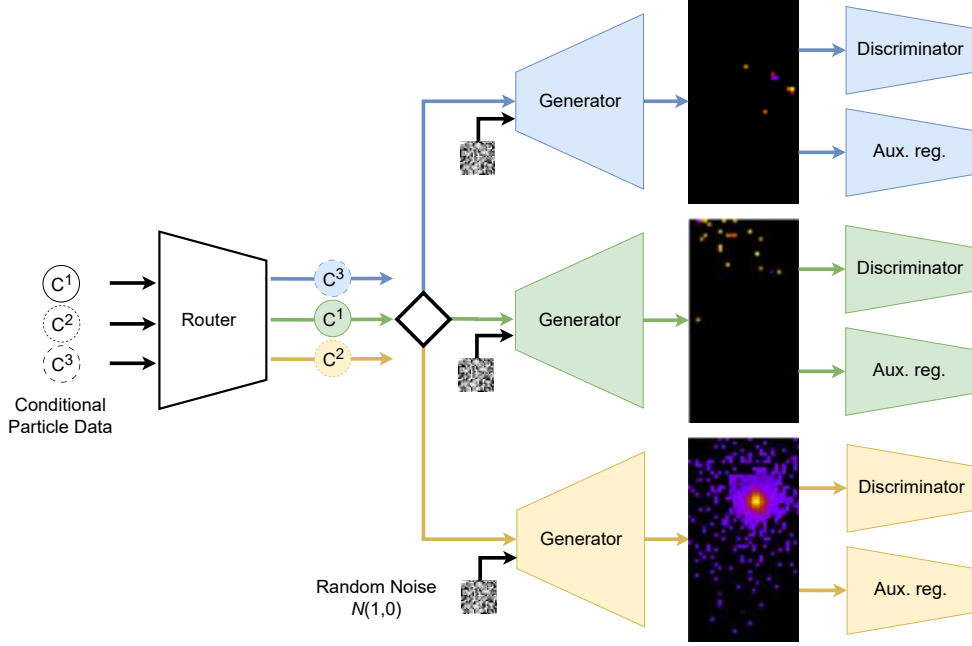 C¹
C²
C³
Conditional
Particle Data
Router
C³
C¹
C²
Random Noise
N(1,0)
Generator
Discriminator
Aux. reg.
Generator
Discriminator
Aux. reg.
Generator
Discriminator
Aux. reg.